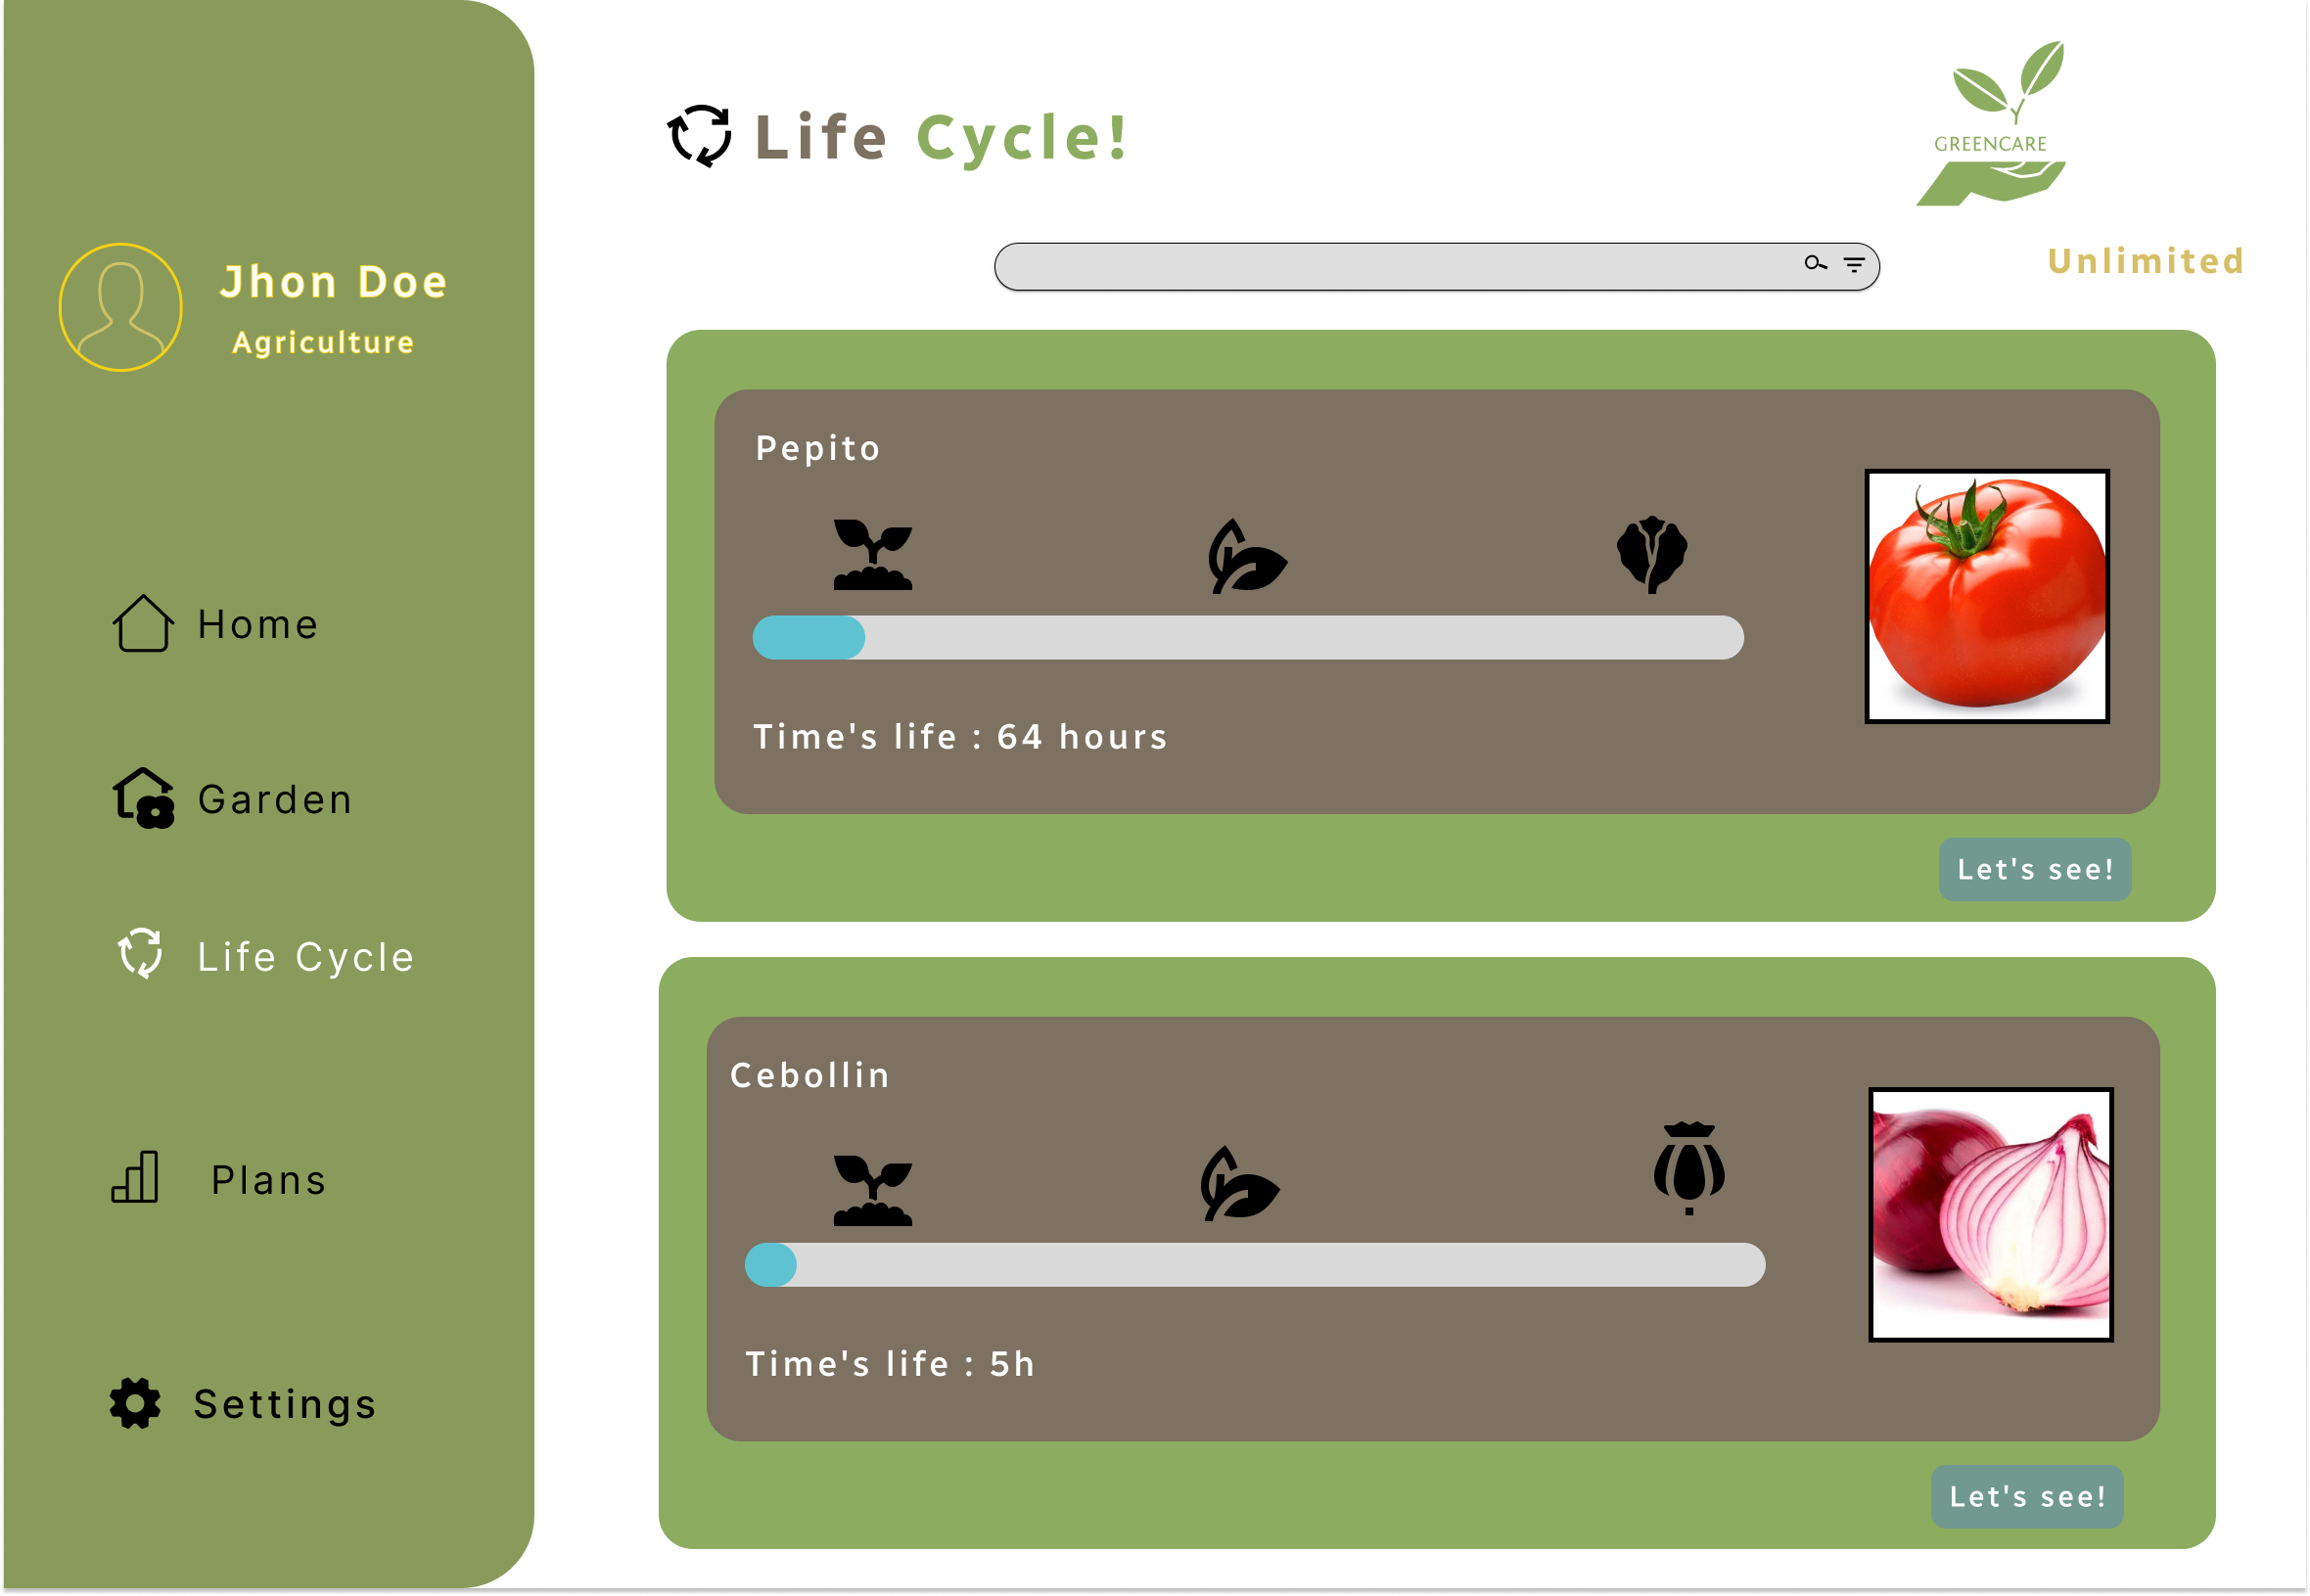 Jhon Doe
Agriculture
Home
Garden
Life Cycle
Plans
Settings
Life Cycle!
GREENCARE
Unlimited
Pepito
Time's life : 64 hours
Let's see!
Cebollin
Time's life : 5h
Let's see!